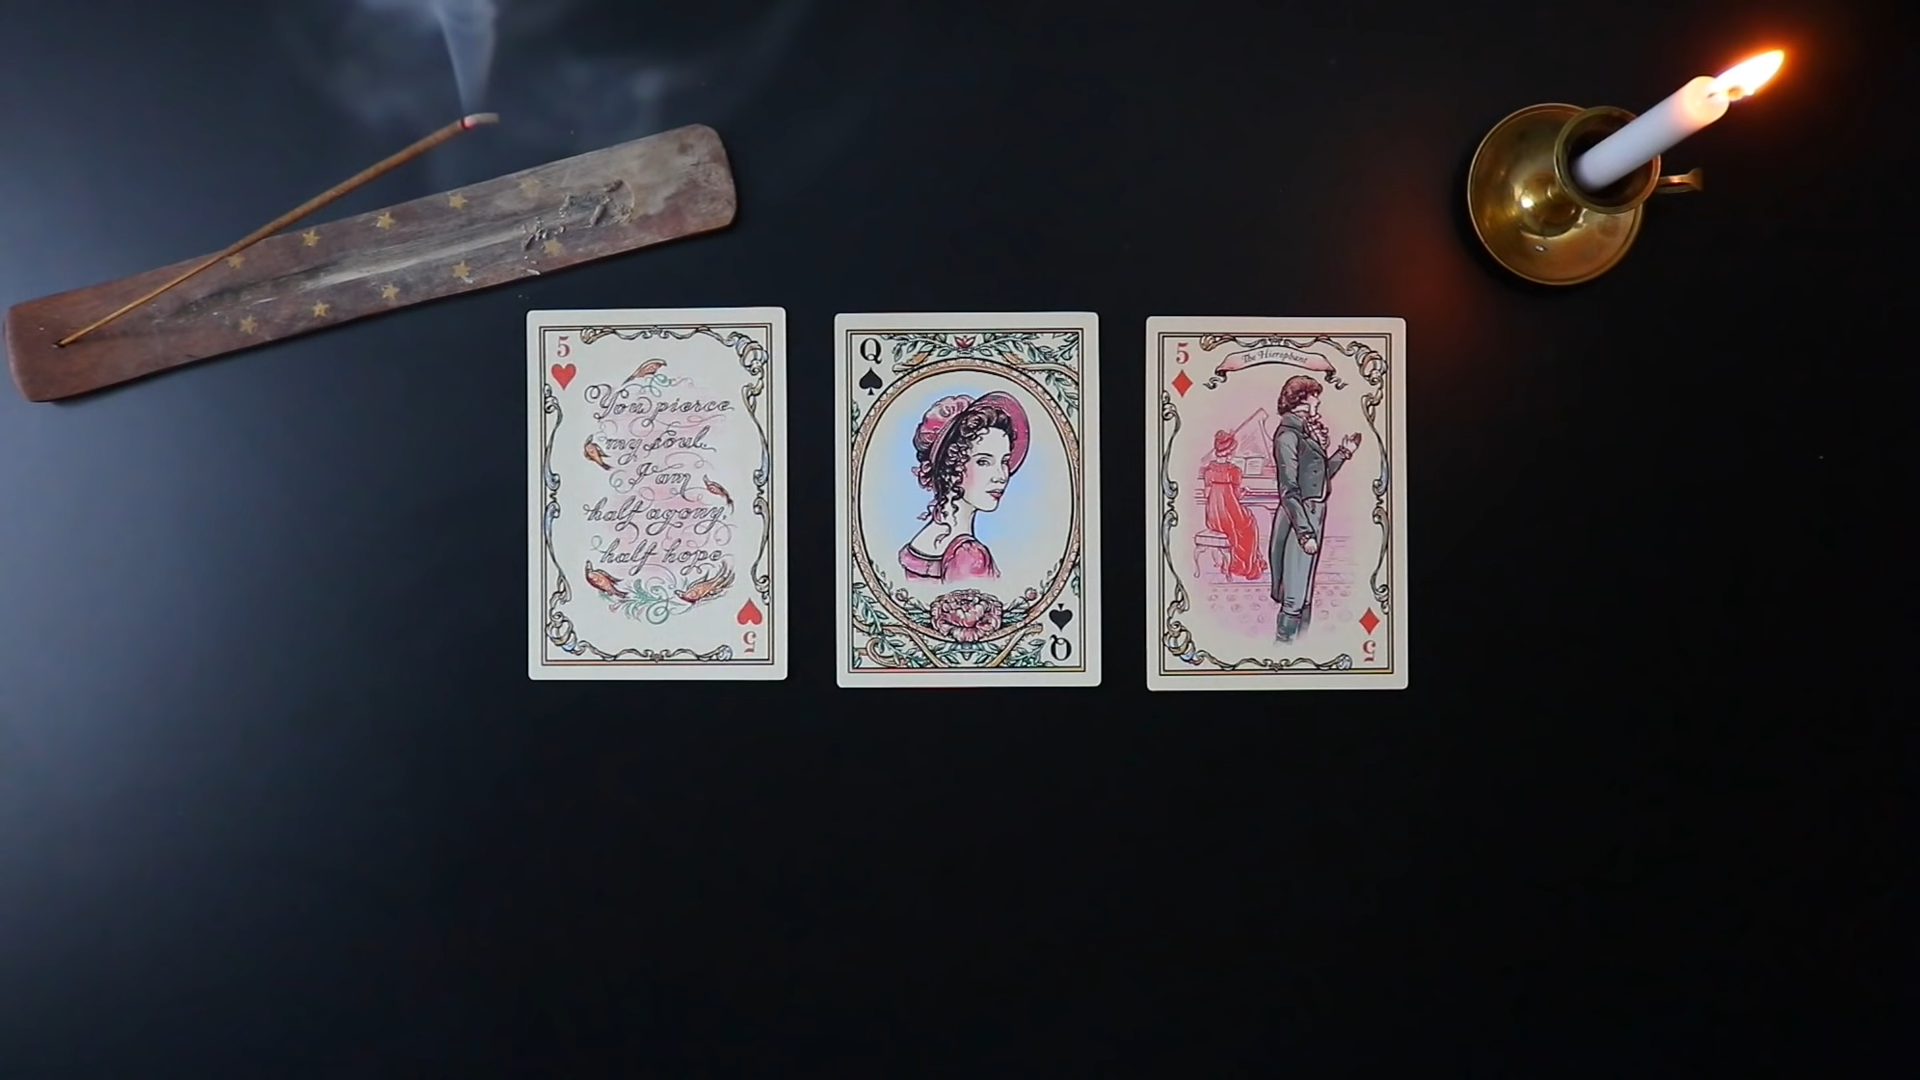 5
You pierce
my soul.
I am
half agony,
half hope
5
Q
Q
5
The Hierophant
5